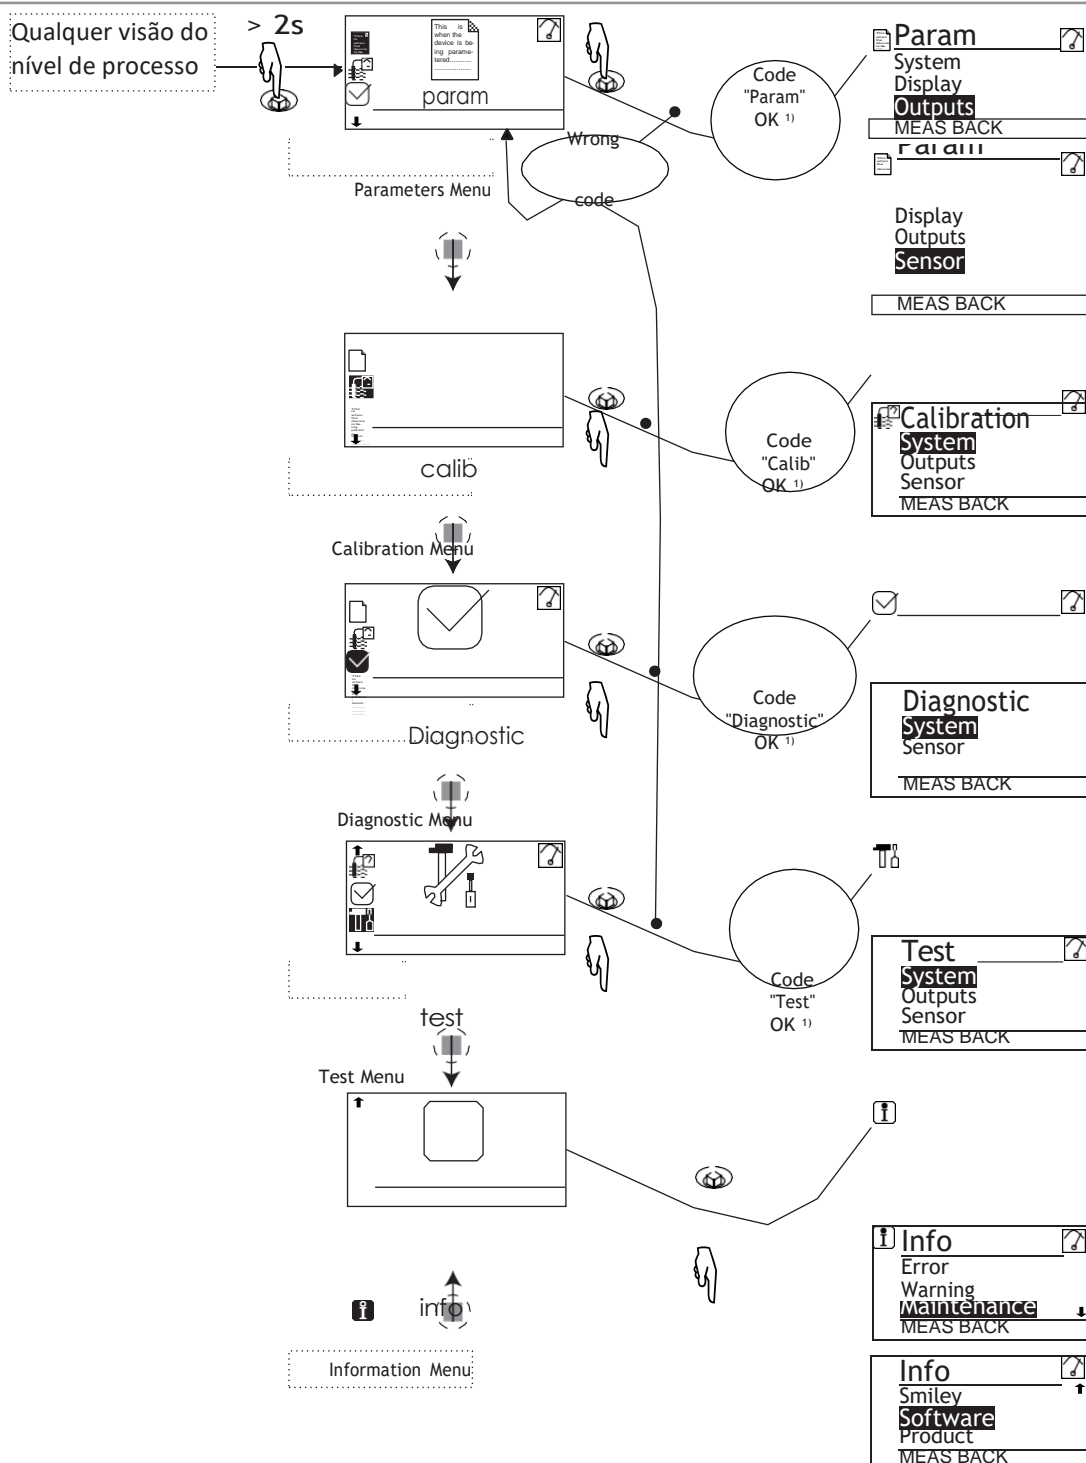 Qualquer visão do
nível de processo
> 2s
This is
when the
device is be-
ing parame-
tered..........
param
Parameters Menu
Wrong
code
Code
"Param"
OK 1)
Param
System
Display
Outputs
MEAS BACK
Param
Display
Outputs
Sensor
MEAS BACK
calib
Calibration Menu
Code
"Calib"
OK 1)
Calibration
System
Outputs
Sensor
MEAS BACK
Diagnostic
Diagnostic Menu
Code
"Diagnostic"
OK 1)
Diagnostic
System
Sensor
MEAS BACK
test
Test Menu
Code
"Test"
OK 1)
Test
System
Outputs
Sensor
MEAS BACK
info
Information Menu
Info
Error
Warning
Maintenance
MEAS BACK
Info
Smiley
Software
Product
MEAS BACK